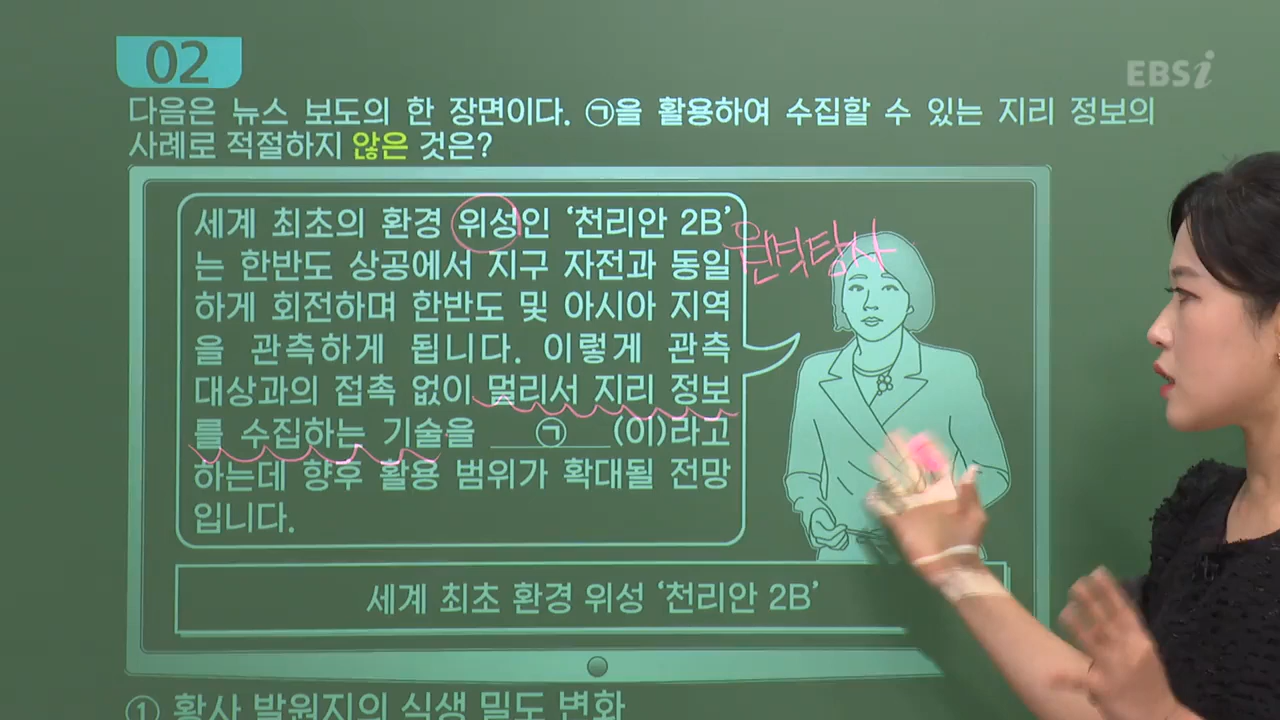 02
EBSi
다음은 뉴스 보도의 한 장면이다. ㉠을 활용하여 수집할 수 있는 지리 정보의
사례로 적절하지 않은 것은?
세계 최초의 환경 위성인 ‘천리안 2B’
는 한반도 상공에서 지구 자전과 동일
하게 회전하며 한반도 및 아시아 지역
을 관측하게 됩니다. 이렇게 관측
대상과의 접촉 없이 멀리서 지리 정보
를 수집하는 기술을 ㉠ (이)라고
하는데 향후 활용 범위가 확대될 전망
입니다.
원격탐사
세계 최초 환경 위성 ‘천리안 2B’
① 황사 발원지의 식생 밀도 변화